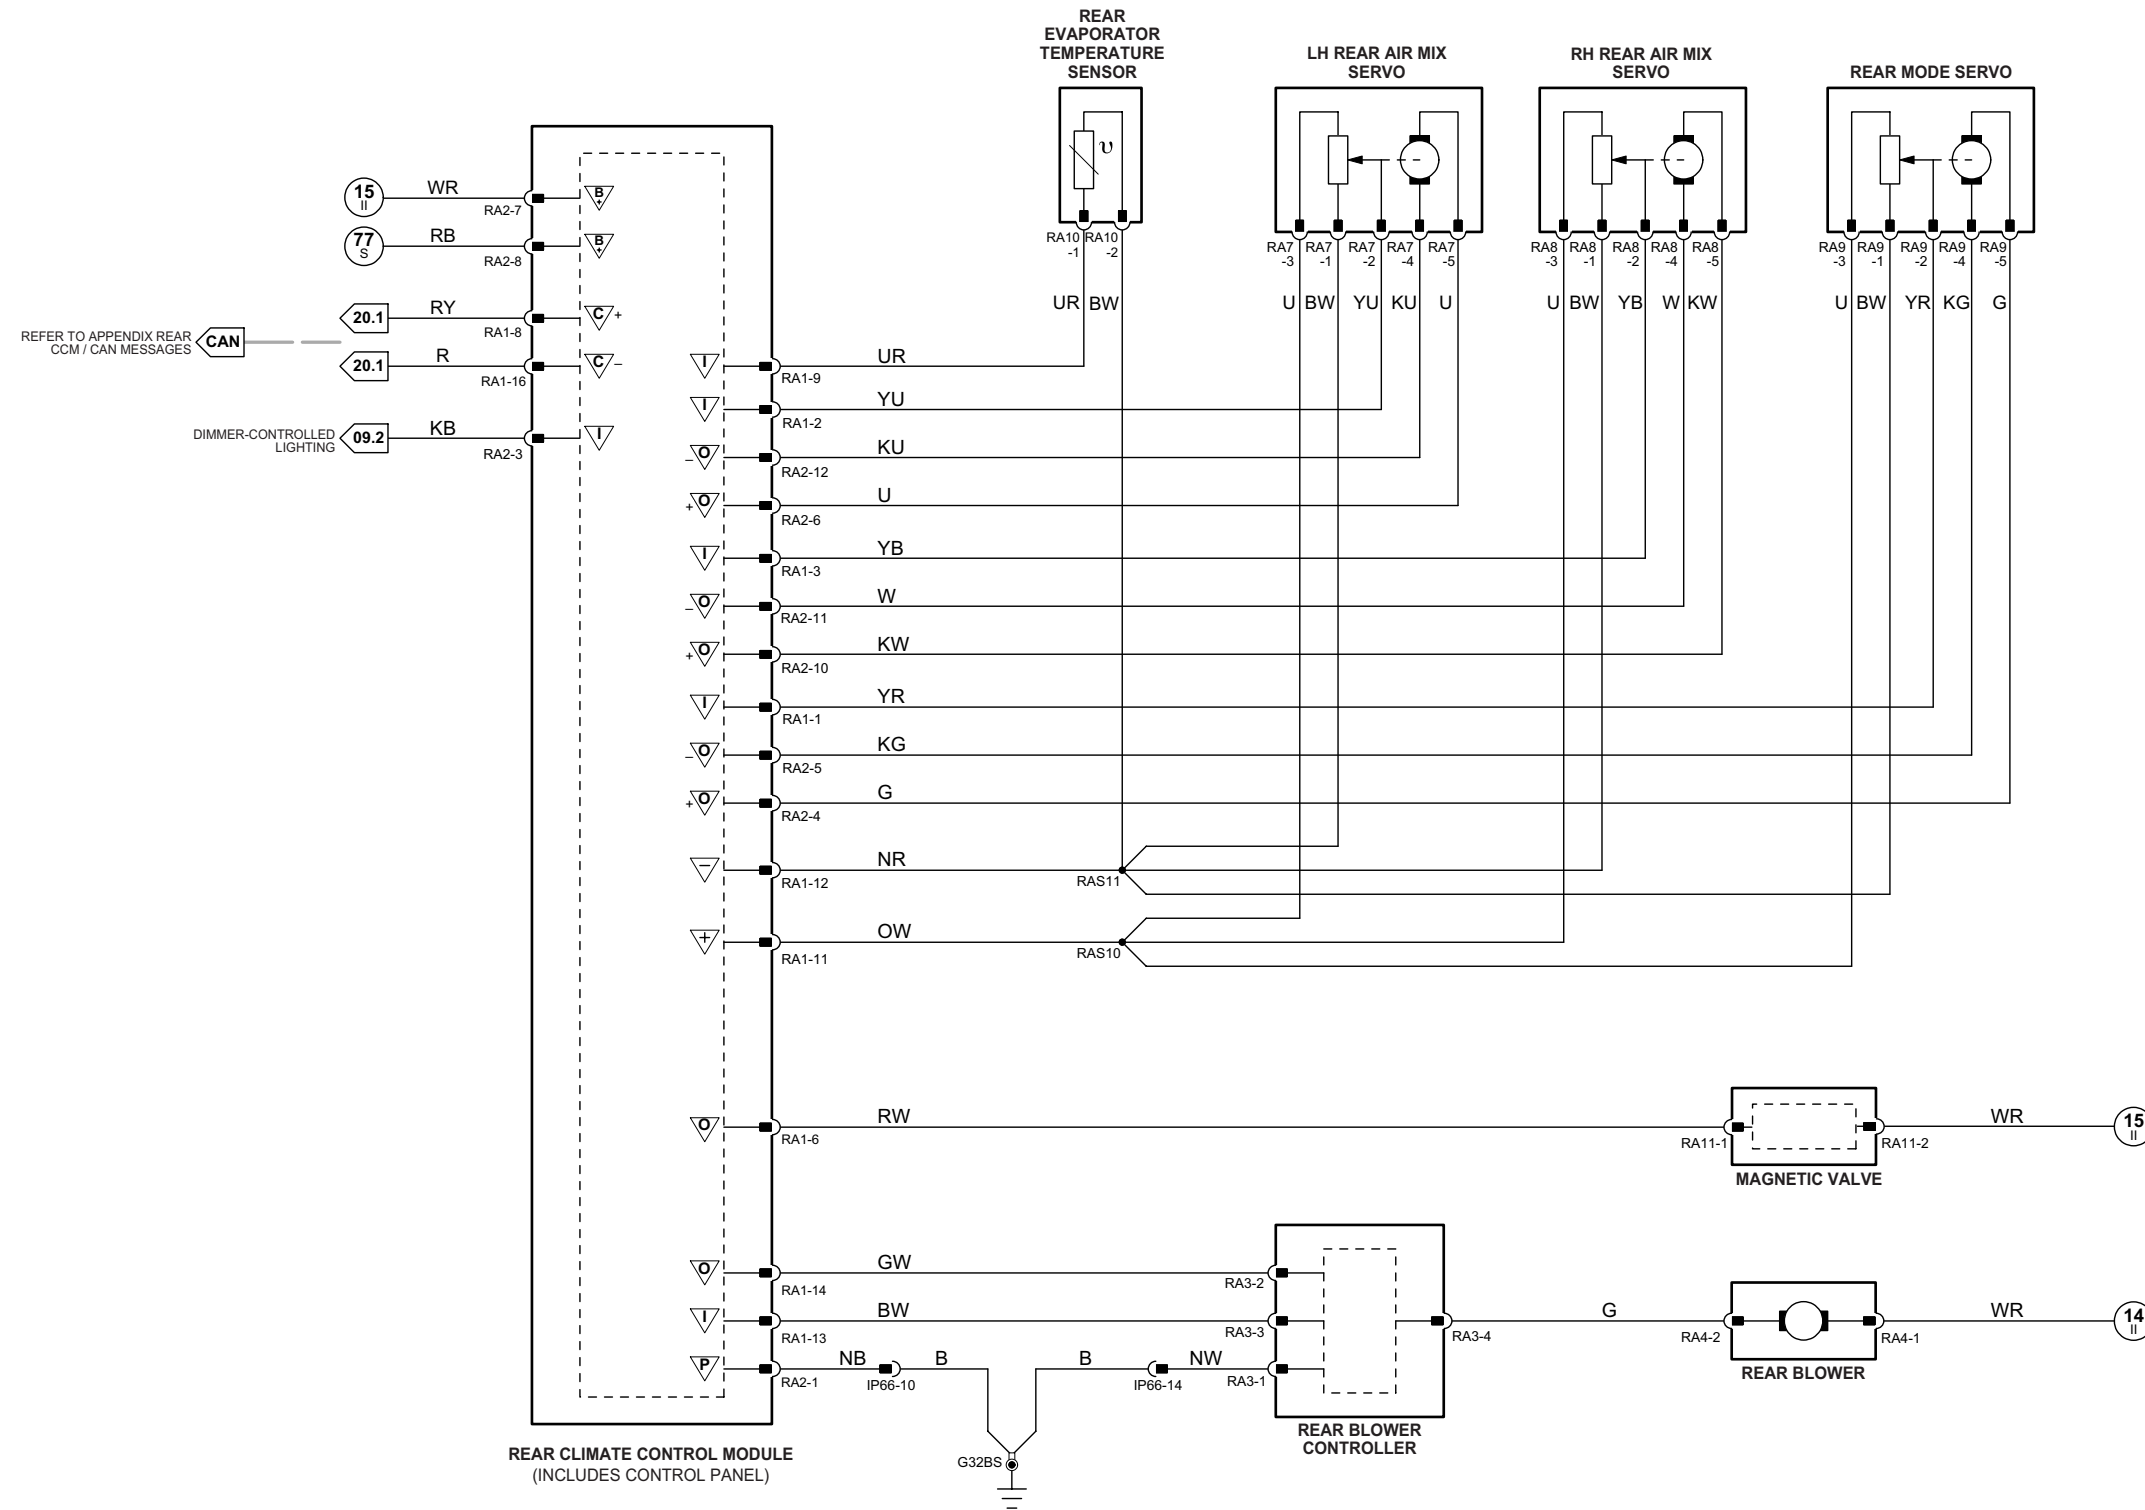 REAR
EVAPORATOR
TEMPERATURE
SENSOR
LH REAR AIR MIX
SERVO
RH REAR AIR MIX
SERVO
REAR MODE SERVO
υ
RA10
-1
RA10
-2
RA7
-3
RA7
-1
RA7
-2
RA7
-4
RA7
-5
RA8
-3
RA8
-1
RA8
-2
RA8
-4
RA8
-5
RA9
-3
RA9
-1
RA9
-2
RA9
-4
RA9
-5
UR BW
U BW YU KU U
U BW YB W KW
U BW YR KG G
15
II
WR
RA2-7
B
+
77
S
RB
RA2-8
B
+
20.1
RY
RA1-8
C +
REFER TO APPENDIX REAR
CCM / CAN MESSAGES
CAN
20.1
R
RA1-16
C –
DIMMER-CONTROLLED
LIGHTING
09.2
KB
RA2-3
I
I
RA1-9
UR
I
RA1-2
YU
– O
RA2-12
KU
+ O
RA2-6
U
I
RA1-3
YB
– O
RA2-11
W
+ O
RA2-10
KW
I
RA1-1
YR
– O
RA2-5
KG
+ O
RA2-4
G
–
RA1-12
NR
RAS11
+
RA1-11
OW
RAS10
O
RA1-6
RW
RA11-1
RA11-2
WR
15
II
MAGNETIC VALVE
O
RA1-14
GW
RA3-2
I
RA1-13
BW
RA3-3
RA3-4
G
RA4-2
RA4-1
WR
14
II
REAR BLOWER
P
RA2-1
NB
IP66-10
B
B
IP66-14
NW
RA3-1
REAR BLOWER
CONTROLLER
G32BS
REAR CLIMATE CONTROL MODULE
(INCLUDES CONTROL PANEL)